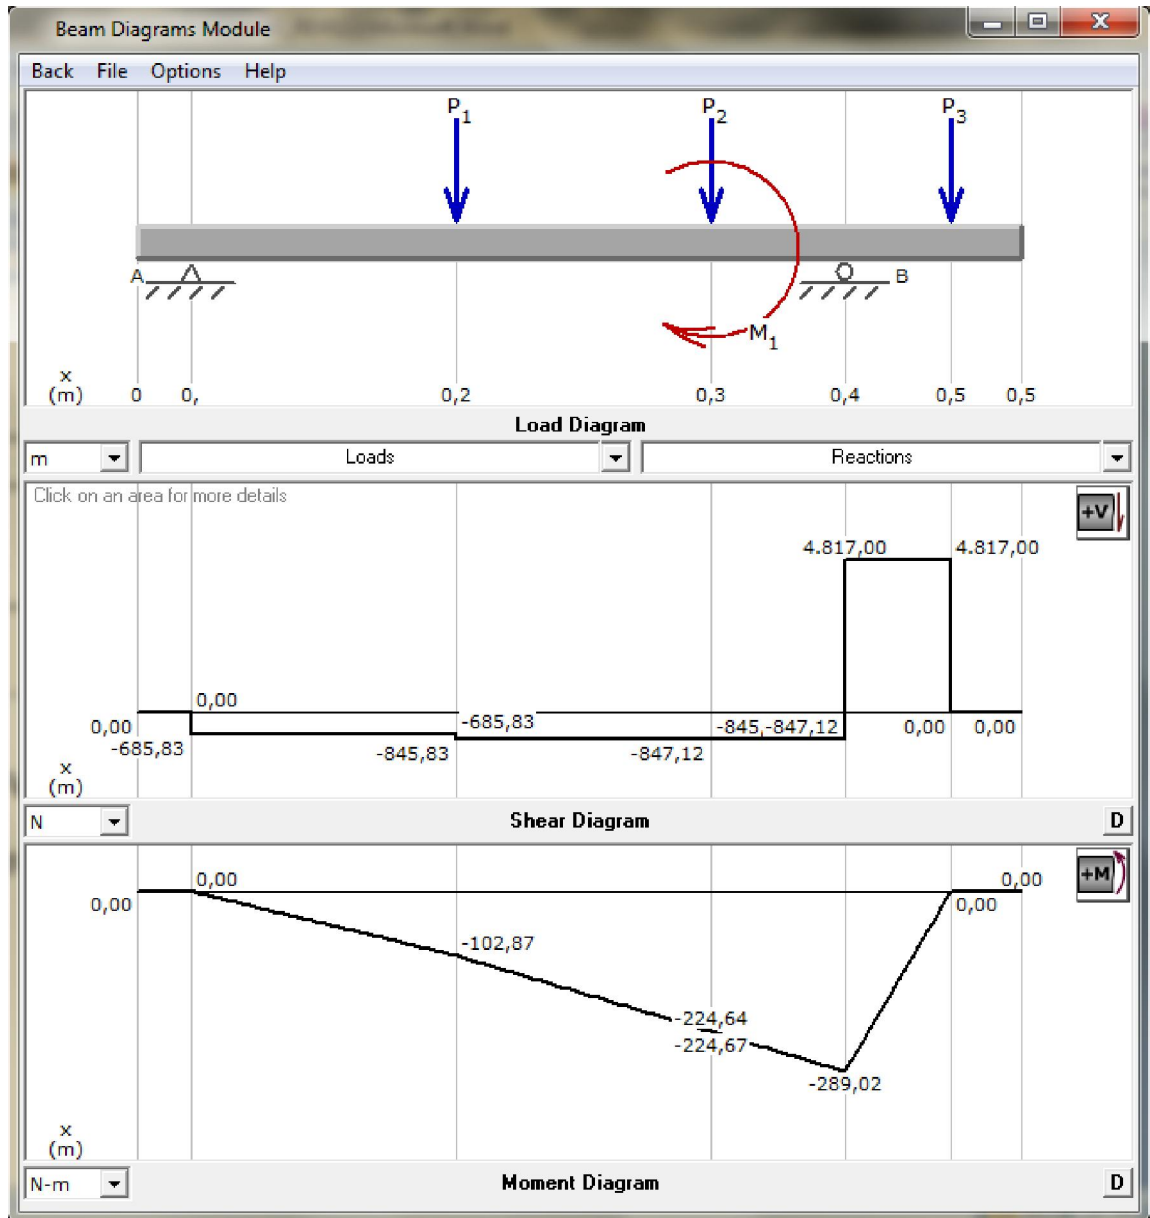 Beam Diagrams Module
Back File Options Help
P1 P2 P3
A B
M1
x
(m) 0 0, 0,2 0,3 0,4 0,5 0,5
Load Diagram
m Loads Reactions
Click on an area for more details
+V
4.817,00 4.817,00
0,00
0,00 -685,83 -845,-847,12 0,00 0,00
-685,83 -845,83 -847,12
x
(m)
N Shear Diagram D
+M
0,00 0,00
0,00 0,00
-102,87
-224,64
-224,67
-289,02
x
(m)
N-m Moment Diagram D